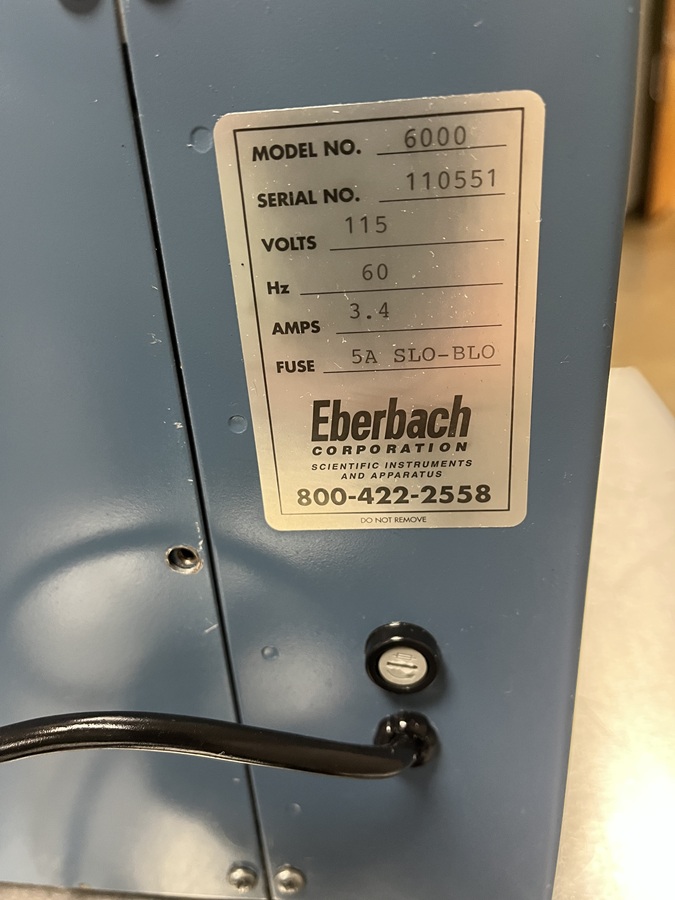 MODEL NO. 6000
SERIAL NO. 110551
VOLTS 115
Hz 60
AMPS 3.4
FUSE 5A SLO-BLO
Eberbach
CORPORATION
SCIENTIFIC INSTRUMENTS
AND APPARATUS
800-422-2558
DO NOT REMOVE